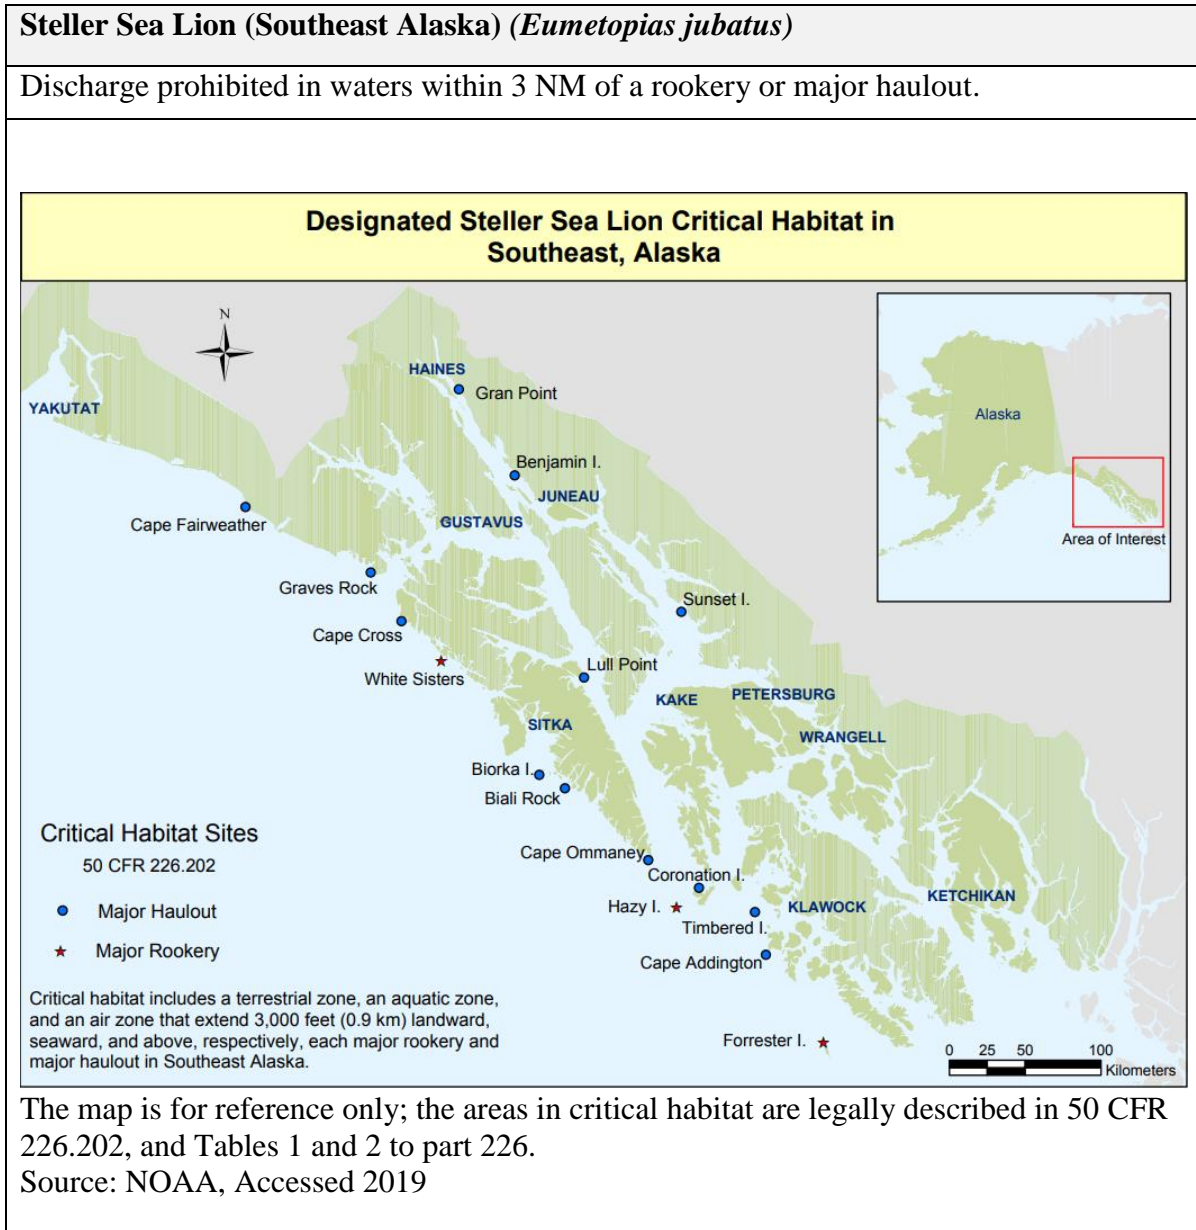 Steller Sea Lion (Southeast Alaska) (Eumetopias jubatus)
Discharge prohibited in waters within 3 NM of a rookery or major haulout.
Designated Steller Sea Lion Critical Habitat in
Southeast, Alaska
N
HAINES
Gran Point
YAKUTAT
Alaska
Benjamin I.
JUNEAU
Cape Fairweather
GUSTAVUS
Area of Interest
Graves Rock
Sunset I.
Cape Cross
Lull Point
White Sisters
KAKE
PETERSBURG
SITKA
WRANGELL
Biorka I.
Biali Rock
Critical Habitat Sites
50 CFR 226.202
Cape Ommaney
Coronation I.
Hazy I.
KLAWOCK
KETCHIKAN
Major Haulout
Timbered I.
Major Rookery
Cape Addington
Critical habitat includes a terrestrial zone, an aquatic zone,
and an air zone that extend 3,000 feet (0.9 km) landward,
seaward, and above, respectively, each major rookery and
major haulout in Southeast Alaska.
Forrester I.
0 25 50 100
Kilometers
The map is for reference only; the areas in critical habitat are legally described in 50 CFR
226.202, and Tables 1 and 2 to part 226.
Source: NOAA, Accessed 2019